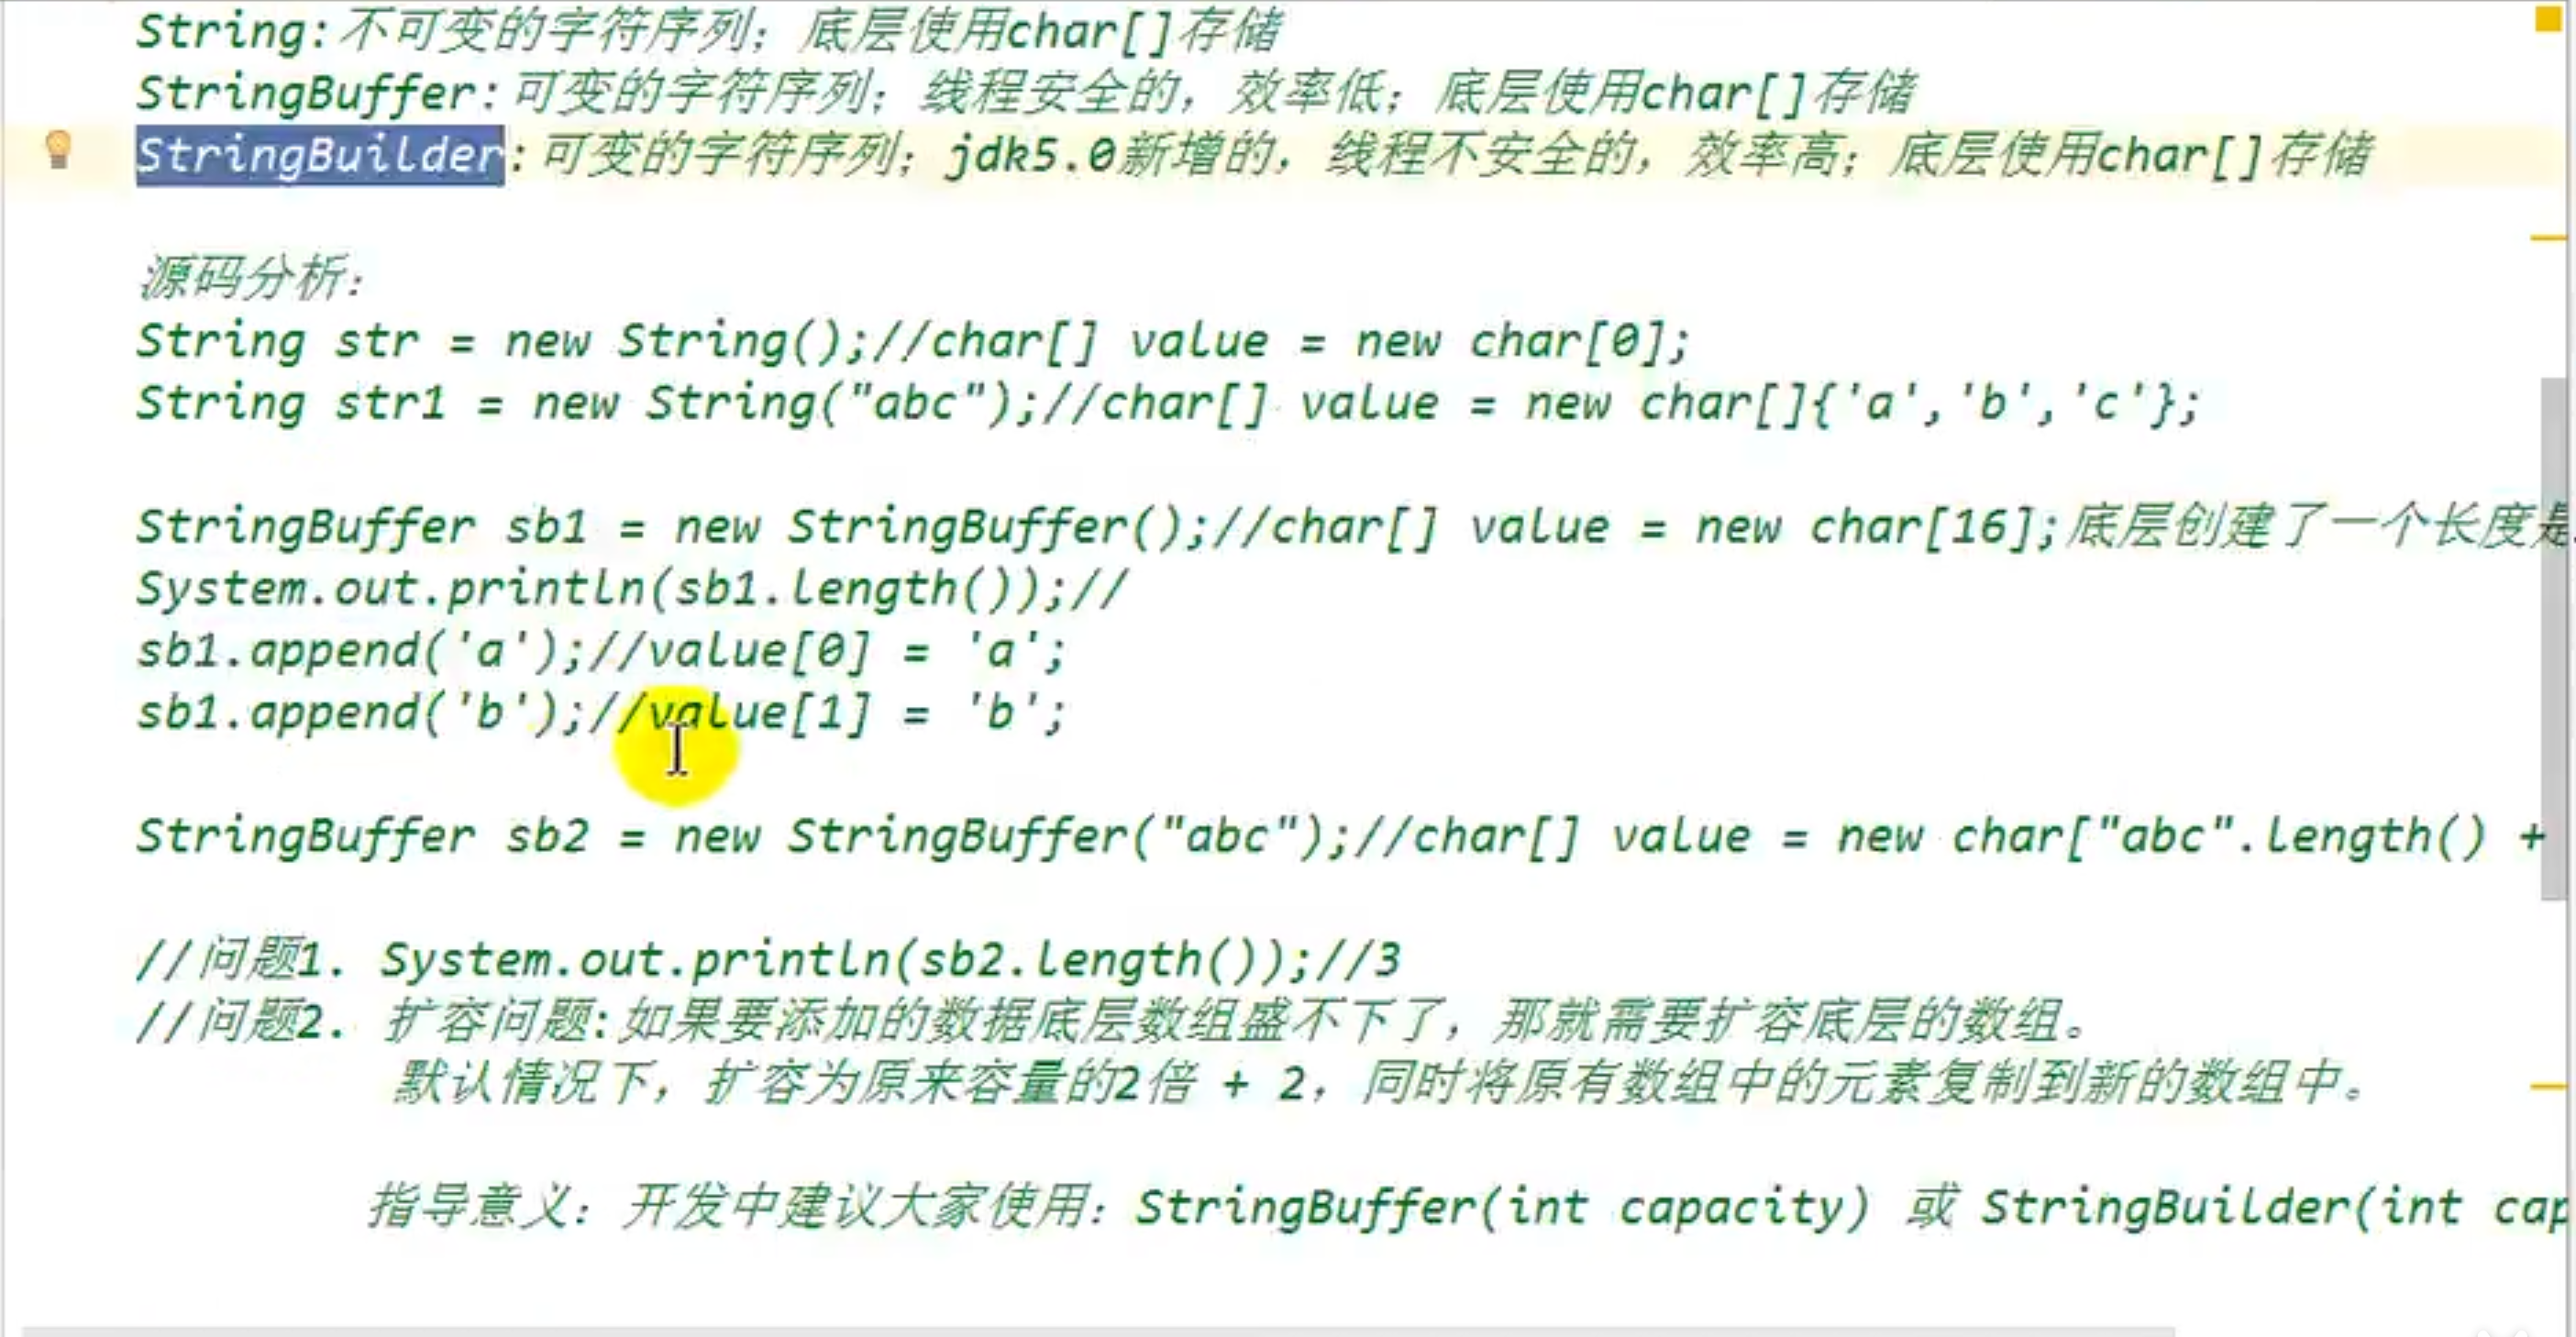 String:不可变的字符序列；底层使用char[]存储
StringBuffer:可变的字符序列；线程安全的，效率低；底层使用char[]存储
StringBuilder:可变的字符序列；jdk5.0新增的，线程不安全的，效率高；底层使用char[]存储
源码分析：
String str = new String();//char[] value = new char[0];
String str1 = new String("abc");//char[] value = new char[]{'a','b','c'};
StringBuffer sb1 = new StringBuffer();//char[] value = new char[16];底层创建了一个长度是
System.out.println(sb1.length());//
sb1.append('a');//value[0] = 'a';
sb1.append('b');//value[1] = 'b';
StringBuffer sb2 = new StringBuffer("abc");//char[] value = new char["abc".length() +
//问题1. System.out.println(sb2.length());//3
//问题2. 扩容问题:如果要添加的数据底层数组盛不下了，那就需要扩容底层的数组。
默认情况下，扩容为原来容量的2倍 + 2，同时将原有数组中的元素复制到新的数组中。
指导意义：开发中建议大家使用：StringBuffer(int capacity) 或 StringBuilder(int cap